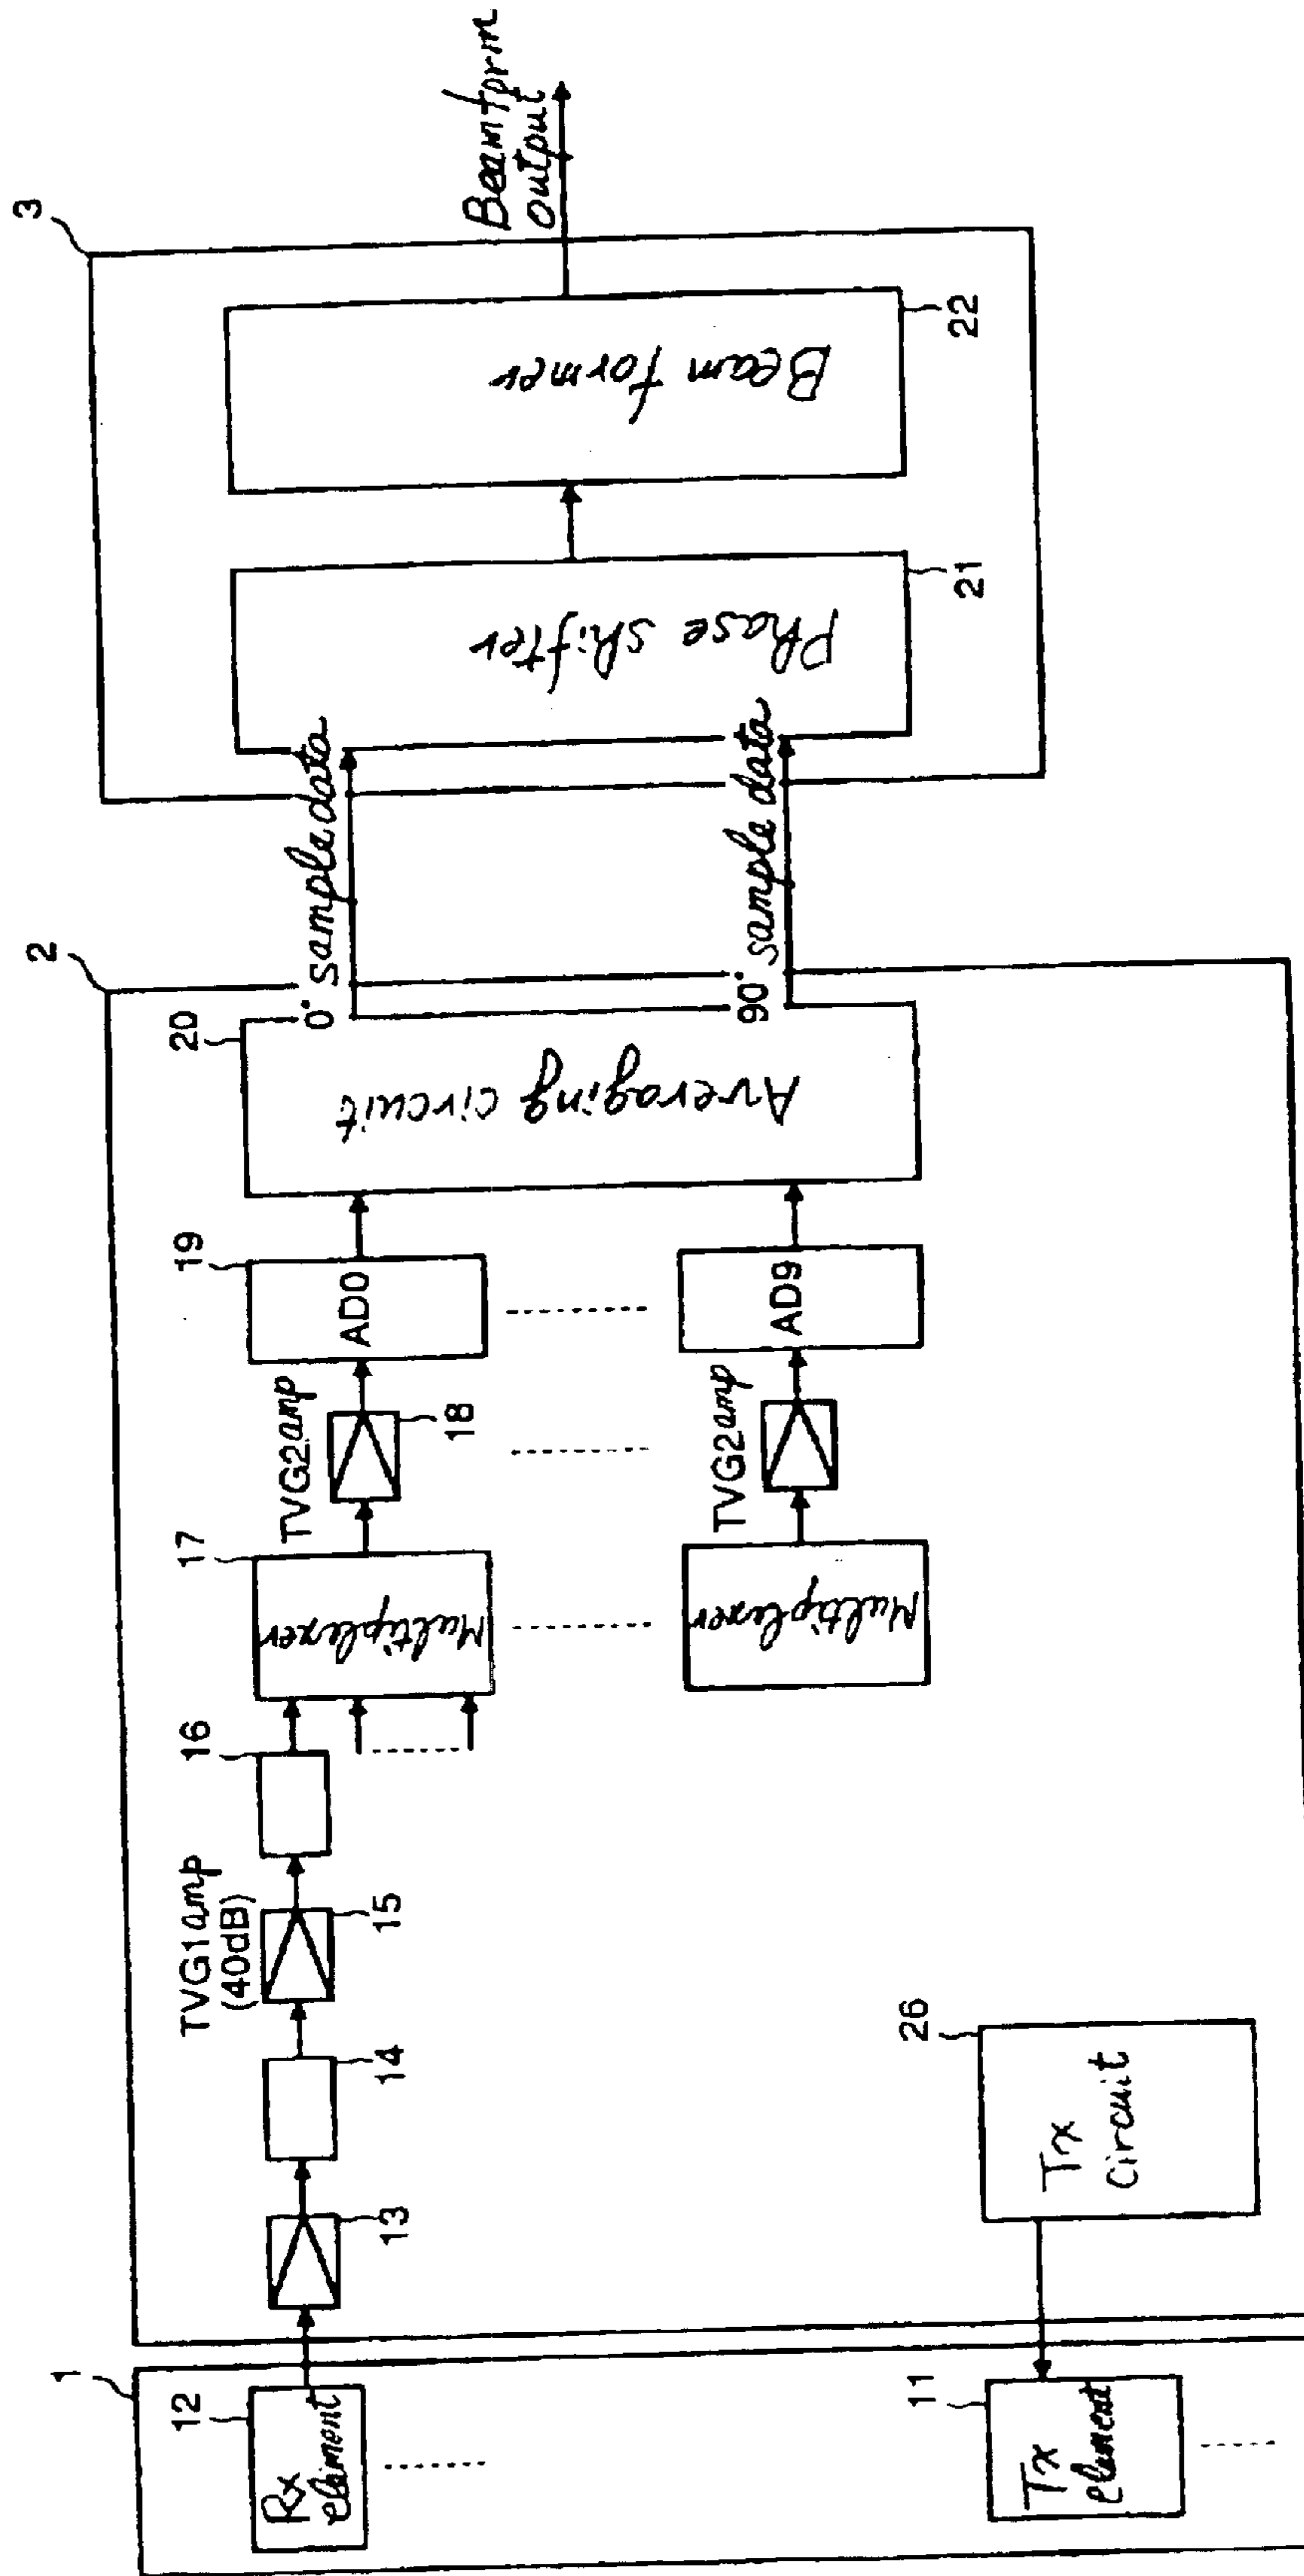 1
12
Rx
eliment
11
Tx
element
2
13
14
TVG1amp
(40dB)
15
16
17
Multiplexer
TVG2amp
18
19
AD0
20
Averaging circuit
Multiplexer
TVG2amp
AD9
26
Tx
Circuit
0° sample data
90° sample data
3
Phase shifter
21
Beam former
22
Beamform
output